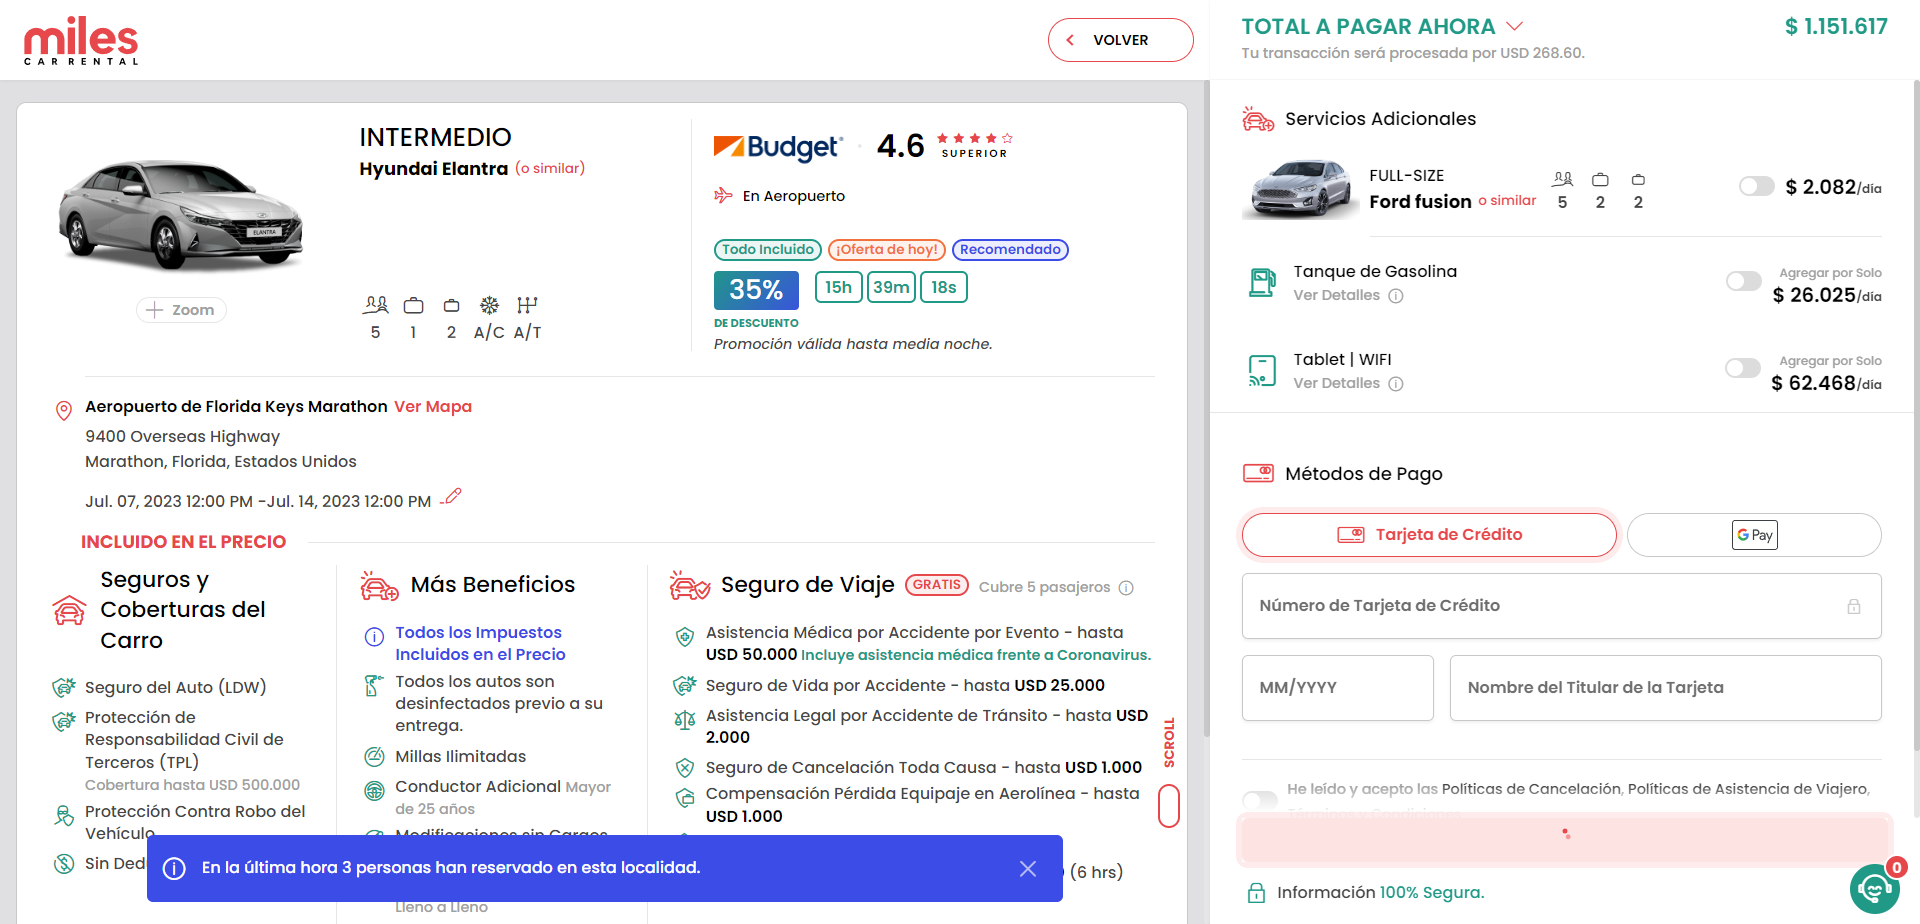 miles
CAR RENTAL
VOLVER
TOTAL A PAGAR AHORA
$ 1.151.617
Tu transacción será procesada por USD 268.60.
INTERMEDIO
Hyundai Elantra (o similar)
ELANTRA
Zoom
5
1
2
A/C
A/T
Budget
4.6
SUPERIOR
En Aeropuerto
Todo Incluido
¡Oferta de hoy!
Recomendado
35%
15h
39m
18s
DE DESCUENTO
Promoción válida hasta media noche.
Aeropuerto de Florida Keys Marathon Ver Mapa
9400 Overseas Highway
Marathon, Florida, Estados Unidos
Jul. 07, 2023 12:00 PM -Jul. 14, 2023 12:00 PM
INCLUIDO EN EL PRECIO
Seguros y
Coberturas del
Carro
Seguro del Auto (LDW)
Protección de
Responsabilidad Civil de
Terceros (TPL)
Cobertura hasta USD 500.000
Protección Contra Robo del
Vehículo
Sin Ded
Más Beneficios
Todos los Impuestos
Incluidos en el Precio
Todos los autos son
desinfectados previo a su
entrega.
Millas Ilimitadas
Conductor Adicional Mayor
de 25 años
Modificaciones sin Cargos
Lleno a Lleno
Seguro de Viaje
GRATIS
Cubre 5 pasajeros
Asistencia Médica por Accidente por Evento - hasta
USD 50.000 Incluye asistencia médica frente a Coronavirus.
Seguro de Vida por Accidente - hasta USD 25.000
Asistencia Legal por Accidente de Tránsito - hasta USD
2.000
Seguro de Cancelación Toda Causa - hasta USD 1.000
Compensación Pérdida Equipaje en Aerolínea - hasta
USD 1.000
(6 hrs)
SCROLL
En la última hora 3 personas han reservado en esta localidad.
Servicios Adicionales
FULL-SIZE
Ford fusion o similar
5
2
2
$ 2.082/día
Tanque de Gasolina
Ver Detalles
Agregar por Solo
$ 26.025/día
Tablet | WIFI
Ver Detalles
Agregar por Solo
$ 62.468/día
Métodos de Pago
Tarjeta de Crédito
G Pay
Número de Tarjeta de Crédito
MM/YYYY
Nombre del Titular de la Tarjeta
He leído y acepto las Políticas de Cancelación, Políticas de Asistencia de Viajero,
Términos y Condiciones
Información 100% Segura.
0